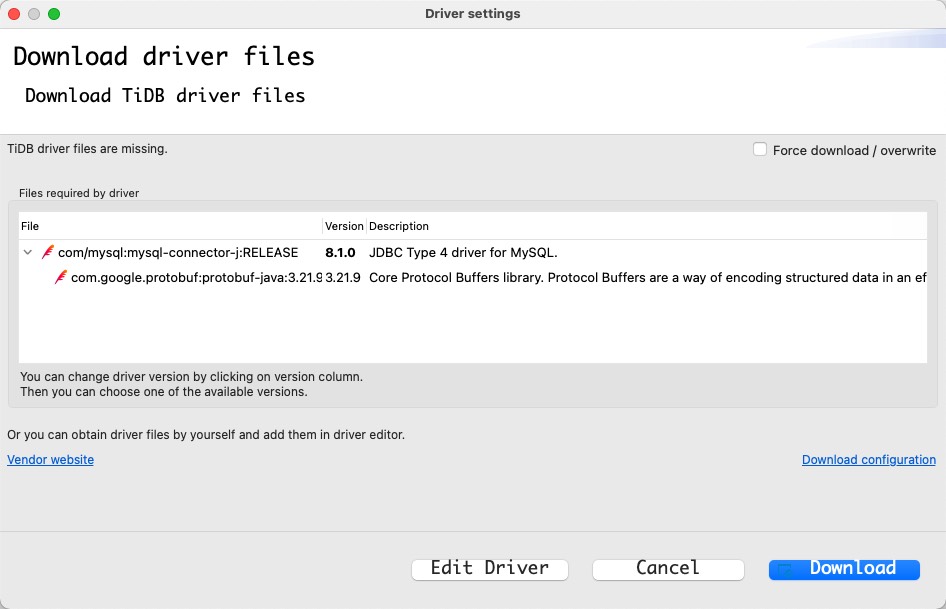 Driver settings
Download driver files
Download TiDB driver files
TiDB driver files are missing.
Force download / overwrite
Files required by driver
File Version Description
com/mysql:mysql-connector-j:RELEASE 8.1.0 JDBC Type 4 driver for MySQL.
com.google.protobuf:protobuf-java:3.21.9 3.21.9 Core Protocol Buffers library. Protocol Buffers are a way of encoding structured data in an ef
You can change driver version by clicking on version column.
Then you can choose one of the available versions.
Or you can obtain driver files by yourself and add them in driver editor.
Vendor website
Download configuration
Edit Driver
Cancel
Download